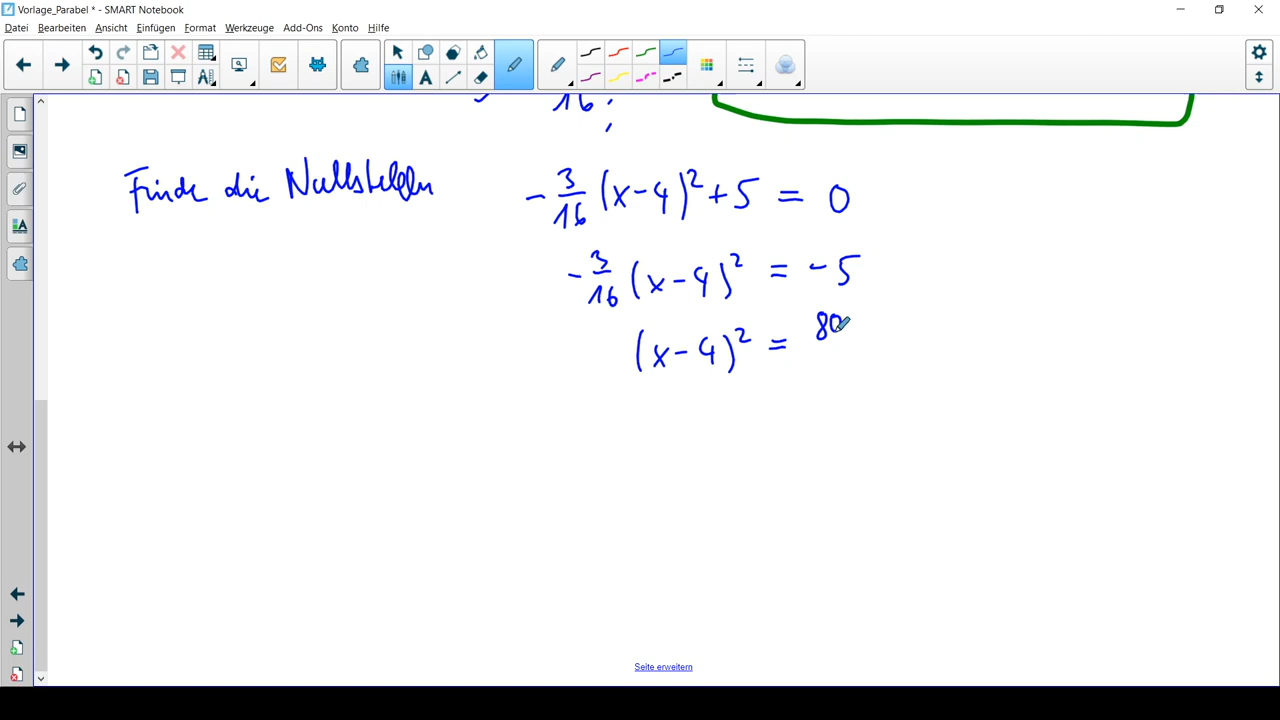 Vorlage_Parabel * - SMART Notebook
Datei Bearbeiten Ansicht Einfügen Format Werkzeuge Add-Ons Konto Hilfe
16 ;
Finde die Nullstellen
-3/16 (x-4)² + 5 = 0
-3/16 (x-4)² = -5
(x-4)² = 80
Seite erweitern